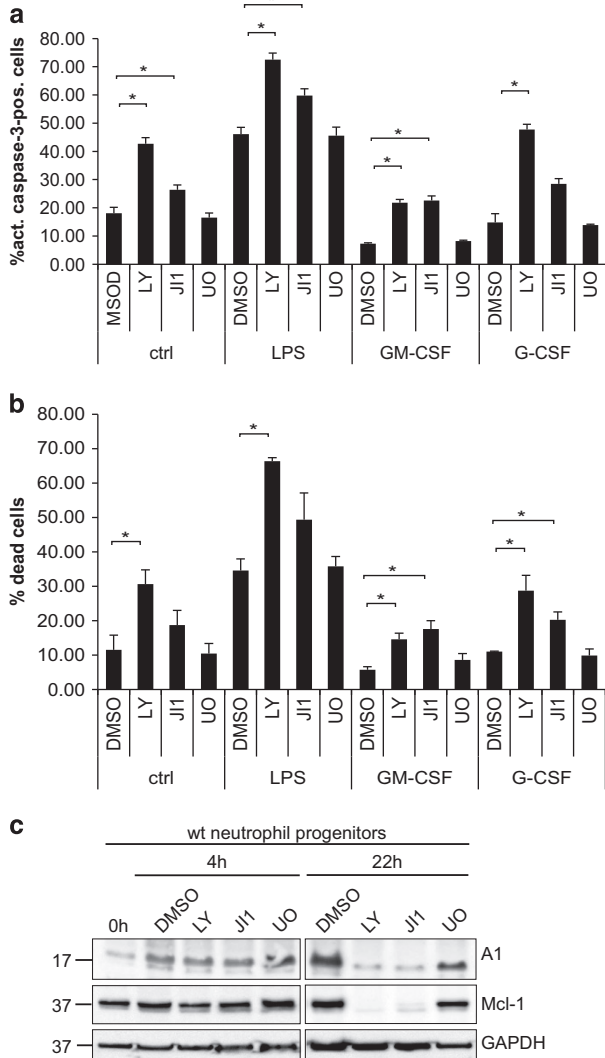 a
%act. caspase-3-pos. cells
80.00
70.00
60.00
50.00
40.00
30.00
20.00
10.00
0.00
* * * * * * *
MSOD LY JI1 UO DMSO LY JI1 UO DMSO LY JI1 UO DMSO LY JI1 UO
ctrl LPS GM-CSF G-CSF
b
% dead cells
80.00
70.00
60.00
50.00
40.00
30.00
20.00
10.00
0.00
* * * * * *
DMSO LY JI1 UO DMSO LY JI1 UO DMSO LY JI1 UO DMSO LY JI1 UO
ctrl LPS GM-CSF G-CSF
c
wt neutrophil progenitors
4h 22h
0h DMSO LY JI1 UO DMSO LY JI1 UO
17 A1
37 Mcl-1
37 GAPDH